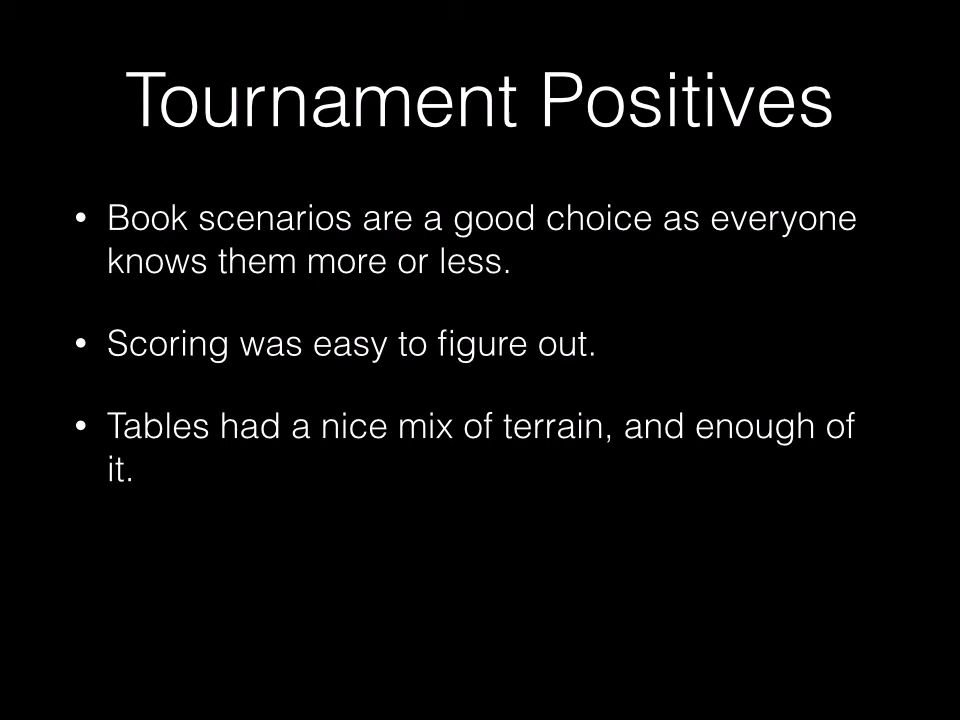 Tournament Positives
• Book scenarios are a good choice as everyone
knows them more or less.
• Scoring was easy to figure out.
• Tables had a nice mix of terrain, and enough of
it.